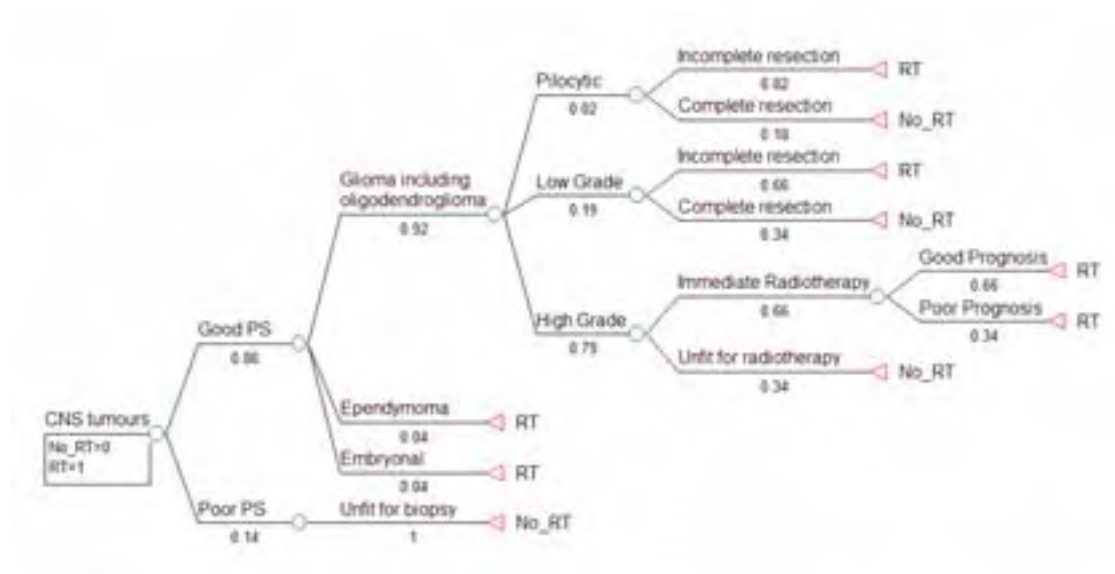 Incomplete resection
RT
0.82
Pilocytic
0.02
Complete resection
No_RT
0.18
Incomplete resection
RT
0.66
Low Grade
0.19
Complete resection
No_RT
0.34
Glioma including
oligodendroglioma
0.92
Good Prognosis
RT
0.66
Immediate Radiotherapy
0.66
Poor Prognosis
RT
0.34
High Grade
0.79
Unfit for radiotherapy
No_RT
0.34
Good PS
0.86
Ependymoma
RT
0.04
CNS tumours
No_RT=0
RT=1
Embryonal
RT
0.04
Poor PS
0.14
Unfit for biopsy
No_RT
1